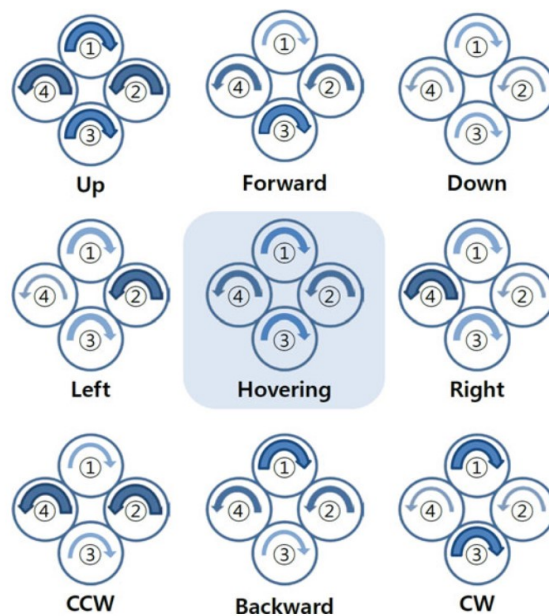 ① ① ①
④ ② ④ ② ④ ②
③ ③ ③
Up Forward Down
① ① ①
④ ② ④ ② ④ ②
③ ③ ③
Left Hovering Right
① ① ①
④ ② ④ ② ④ ②
③ ③ ③
CCW Backward CW